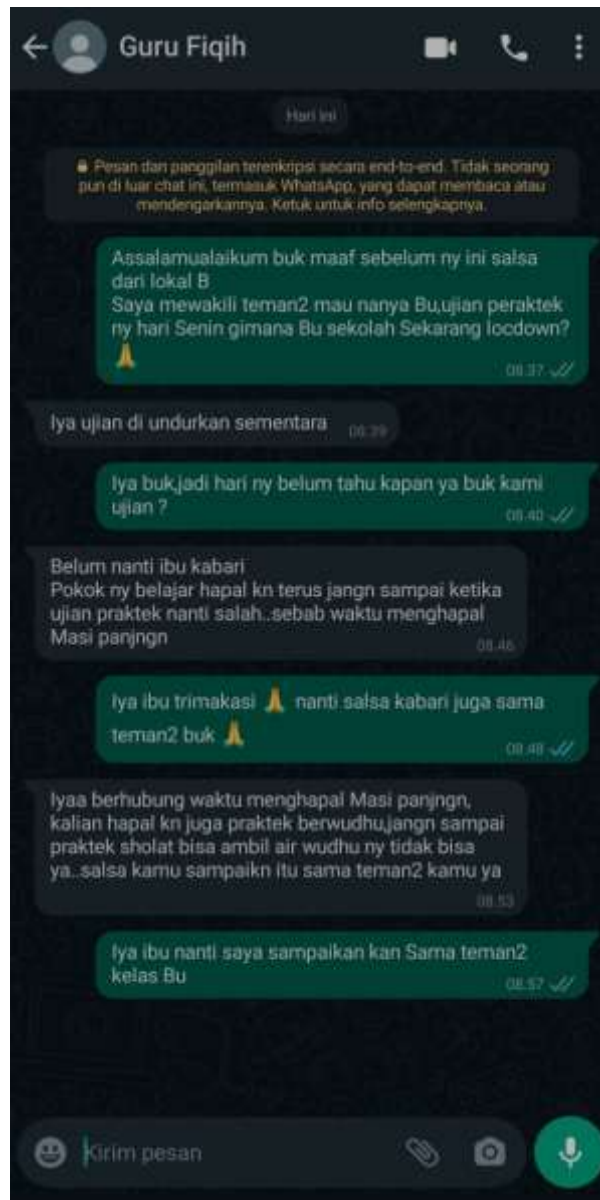 Guru Fiqih
Hari ini
Pesan dan panggilan terenkripsi secara end-to-end. Tidak seorang
pun di luar chat ini, termasuk WhatsApp, yang dapat membaca atau
mendengarkannya. Ketuk untuk info selengkapnya.
Assalamualaikum buk maaf sebelum ny ini salsa
dari lokal B
Saya mewakili teman2 mau nanya Bu,ujian peraktek
ny hari Senin gimana Bu sekolah Sekarang locdown?
🙏
08.37
Iya ujian di undurkan sementara
08.39
Iya buk,jadi hari ny belum tahu kapan ya buk kami
ujian ?
08.40
Belum nanti ibu kabari
Pokok ny belajar hapal kn terus jangn sampai ketika
ujian praktek nanti salah..sebab waktu menghapal
Masi panjngn
08.46
Iya ibu trimakasi 🙏 nanti salsa kabari juga sama
teman2 buk 🙏
08.48
Iyaa berhubung waktu menghapal Masi panjngn,
kalian hapal kn juga praktek berwudhu,jangn sampai
praktek sholat bisa ambil air wudhu ny tidak bisa
ya..salsa kamu sampaikn itu sama teman2 kamu ya
08.53
Iya ibu nanti saya sampaikan kan Sama teman2
kelas Bu
08.57
Kirim pesan